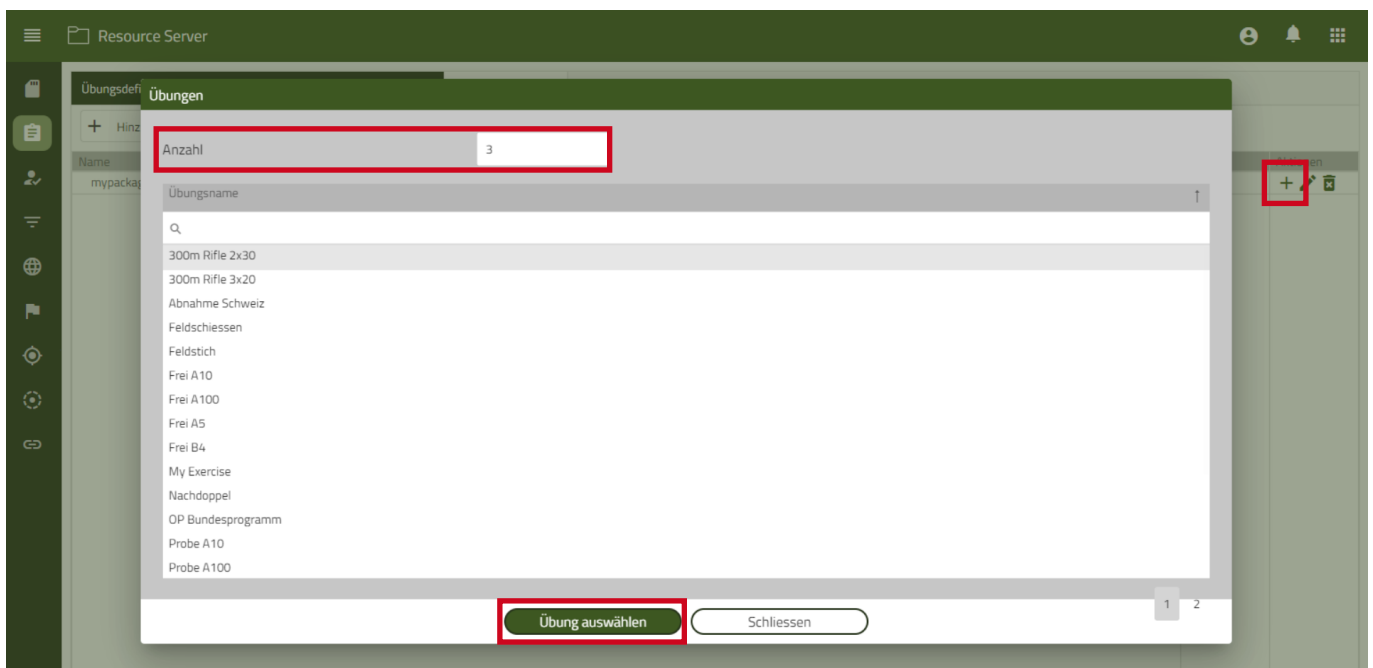 Resource Server
Übungsdefi
Übungen
Hinz
Anzahl
3
Name
mypackag
Übungsname
300m Rifle 2x30
300m Rifle 3x20
Abnahme Schweiz
Feldschiessen
Feldstich
Frei A10
Frei A100
Frei A5
Frei B4
My Exercise
Nachdoppel
OP Bundesprogramm
Probe A10
Probe A100
1 2
Übung auswählen
Schliessen